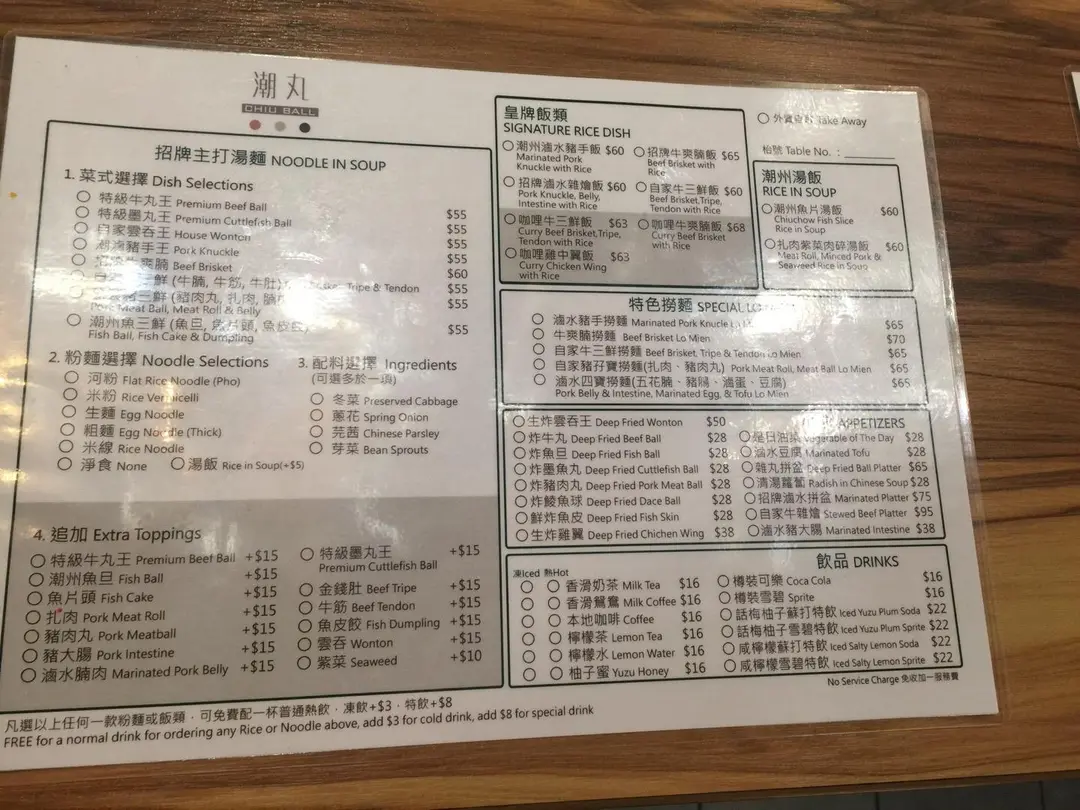 潮丸
CHIU BALL
招牌主打湯麵 NOODLE IN SOUP
1. 菜式選擇 Dish Selections
特級牛丸王 Premium Beef Ball $55
特級墨丸王 Premium Cuttlefish Ball $55
自家雲吞王 House Wonton $55
潮滷豬手王 Pork Knuckle $55
招牌牛爽腩 Beef Brisket $60
三鮮 (牛腩, 牛筋, 牛肚) Tripe & Tendon $55
三鮮 (豬肉丸, 扎肉, 腩 $55
Pork Meat Ball, Meat Roll & Belly
潮州魚三鮮 (魚旦, 魚片頭, 魚皮 $55
Fish Ball, Fish Cake & Dumpling
2. 粉麵選擇 Noodle Selections
河粉 Flat Rice Noodle (Pho)
米粉 Rice Vermicelli
生麵 Egg Noodle
粗麵 Egg Noodle (Thick)
米線 Rice Noodle
淨食 None 湯飯 Rice in Soup(+$5)
3. 配料選擇 Ingredients
(可選多於一項)
冬菜 Preserved Cabbage
蔥花 Spring Onion
芫茜 Chinese Parsley
芽菜 Bean Sprouts
4. 追加 Extra Toppings
特級牛丸王 Premium Beef Ball +$15
潮州魚旦 Fish Ball +$15
魚片頭 Fish Cake +$15
扎肉 Pork Meat Roll +$15
豬肉丸 Pork Meatball +$15
豬大腸 Pork Intestine +$15
滷水腩肉 Marinated Pork Belly +$15
特級墨丸王 +$15
Premium Cuttlefish Ball
金錢肚 Beef Tripe +$15
牛筋 Beef Tendon +$15
魚皮餃 Fish Dumpling +$15
雲吞 Wonton +$15
紫菜 Seaweed +$10
皇牌飯類
SIGNATURE RICE DISH
潮州滷水豬手飯 $60
Marinated Pork
Knuckle with Rice
招牌牛爽腩飯 $65
Beef Brisket with
Rice
招牌滷水雜燴飯 $60
Pork Knuckle, Belly,
Intestine with Rice
自家牛三鮮飯 $60
Beef Brisket,Tripe,
Tendon with Rice
咖哩牛三鮮飯 $63
Curry Beef Brisket,Tripe,
Tendon with Rice
咖哩牛爽腩飯 $68
Curry Beef Brisket
with Rice
咖哩雞中翼飯 $63
Curry Chicken Wing
with Rice
外賣 Take Away
枱號 Table No. :
潮州湯飯
RICE IN SOUP
潮州魚片湯飯 $60
Chiuchow Fish Slice
Rice in Soup
扎肉紫菜肉碎湯飯 $60
Meat Roll, Minced Pork &
Seaweed Rice in Soup
特色撈麵 SPECIAL LO
滷水豬手撈麵 Marinated Pork Knucle $65
牛爽腩撈麵 Beef Brisket Lo Mien $70
自家牛三鮮撈麵 Beef Brisket, Tripe & Tendon Lo Mien $65
自家豬孖寶撈麵(扎肉、豬肉丸) Pork Meat Roll, Meat Ball Lo Mien $65
滷水四寶撈麵(五花腩、豬腸、滷蛋、豆腐) $65
Pork Belly & Intestine, Marinated Egg, & Tofu Lo Mien
APPETIZERS
生炸雲吞王 Deep Fried Wonton $50
炸牛丸 Deep Fried Beef Ball $28
炸魚旦 Deep Fried Fish Ball $28
炸墨魚丸 Deep Fried Cuttlefish Ball $28
炸豬肉丸 Deep Fried Pork Meat Ball $28
炸鯪魚球 Deep Fried Dace Ball $28
鮮炸魚皮 Deep Fried Fish Skin $28
生炸雞翼 Deep Fried Chichen Wing $38
是日油菜 Vegetable of The Day $28
滷水豆腐 Marinated Tofu $28
雜丸拼盆 Deep Fried Ball Platter $65
清湯蘿蔔 Radish in Chinese Soup $28
招牌滷水拼盆 Marinated Platter $75
自家牛雜燴 Stewed Beef Platter $95
滷水豬大腸 Marinated Intestine $38
飲品 DRINKS
凍Iced 熱Hot
香滑奶茶 Milk Tea $16
香滑鴛鴦 Milk Coffee $16
本地咖啡 Coffee $16
檸檬茶 Lemon Tea $16
檸檬水 Lemon Water $16
柚子蜜 Yuzu Honey $16
樽裝可樂 Coca Cola $16
樽裝雪碧 Sprite $16
話梅柚子蘇打特飲 Iced Yuzu Plum Soda $22
話梅柚子雪碧特飲 Iced Yuzu Plum Sprite $22
咸檸檬蘇打特飲 Iced Salty Lemon Soda $22
咸檸檬雪碧特飲 Iced Salty Lemon Sprite $22
No Service Charge 免收加一服務費
凡選以上任何一款粉麵或飯類，可免費配一杯普通熱飲，凍飲+$3，特飲+$8
FREE for a normal drink for ordering any Rice or Noodle above, add $3 for cold drink, add $8 for special drink